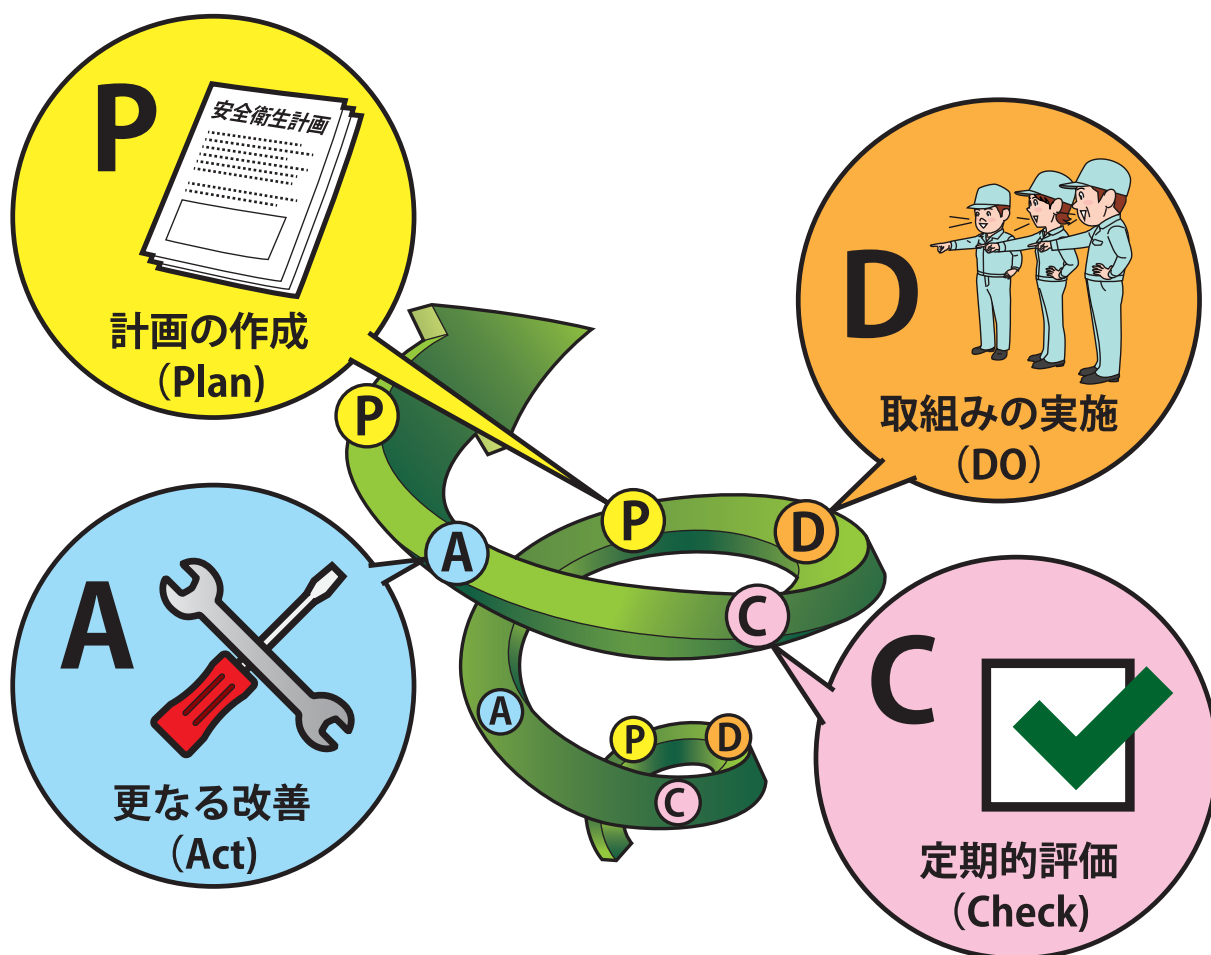 P
安全衛生計画
計画の作成
（Plan)
D
取組みの実施
（DO）
C
定期的評価
（Check)
A
更なる改善
（Act)
P
P
D
A
C
A
P
D
C